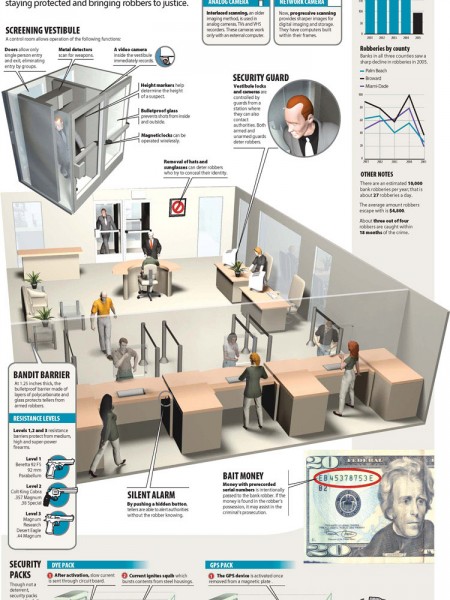 staying protected and bringing robbers to justice.
ANALOG CAMERA
Interlaced scanning, an older
imaging method, is used in
analog cameras, TVs and VHS
recorders. These cameras work
only with an external computer.
NETWORK CAMERA
Now, progressive scanning
provides sharper images for
digital imaging and storage.
They have computers built
within their frames.
SCREENING VESTIBULE
A control room allows operation of the following functions:
Doors allow only
single person entry
and exit, eliminating
entry by groups.
Metal detectors
scan for weapons.
A video camera
inside the vestibule
immediately records.
Height markers help
determine the height
of a suspect.
Bulletproof glass
prevents shots from inside
and outside.
Magnetic locks can be
operated wirelessly.
SECURITY GUARD
Vestibule locks
and cameras are
controlled by
guards from a
station where
they can also
contact
authorities. Both
armed and
unarmed guards
deter robbers.
Removal of hats and
sunglasses can deter robbers
who try to conceal their identity.
Robberies by county
Banks in all three counties saw a
sharp decline in robberies in 2005.
Palm Beach
Broward
Miami-Dade
OTHER NOTES
There are an estimated 10,000
bank robberies per year; that is
about 27 robberies a day.
The average amount robbers
escape with is $4,800.
About three out of four
robbers are caught within
18 months of the crime.
BANDIT BARRIER
At 1.25 inches thick, the
bulletproof barrier made of
layers of polycarbonate and
glass protects tellers from
armed robbers.
RESISTANCE LEVELS
Levels 1, 2 and 3 resistance
barriers protect from medium,
high and super-power
firearms.
Level 1
Beretta 92 FS
92 mm
Parabellum
Level 2
Colt King Cobra
.357 Magnum
.38 Special
Level 3
Magnum
Research
Desert Eagle
.44 Magnum
SILENT ALARM
By pushing a hidden button,
tellers are able to alert authorities
without the robber knowing.
BAIT MONEY
Money with prerecorded
serial numbers is intentionally
passed to the bank robber. If the
money is found in the robber's
possession, it may assist in the
criminal's prosecution.
20
FEDERAL
EB45378753E
B2
20
SECURITY
PACKS
Though not a
deterrent,
security packs
DYE PACK
1 After activation, slow current
is sent through circuit board.
2 Current ignites squib which
bursts currents from steel housings.
GPS PACK
1 The GPS device is activated once
removed from a magnetic plate.